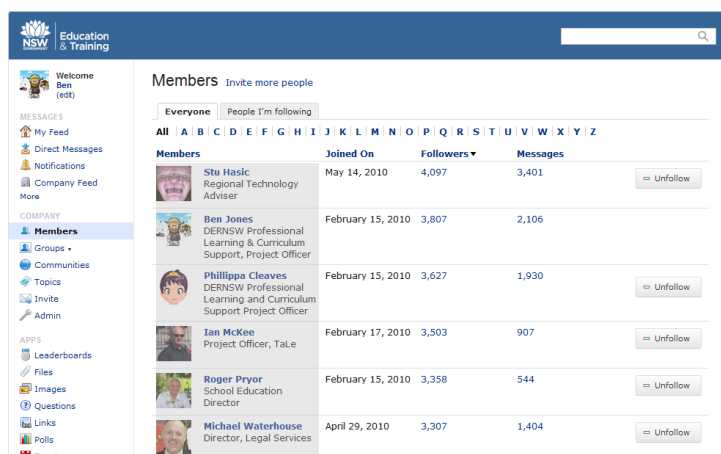 NSW
GOVERNMENT
Education
& Training
Welcome
Ben
(edit)
MESSAGES
My Feed
Direct Messages
Notifications
Company Feed
More
COMPANY
Members
Groups
Communities
Topics
Invite
Admin
APPS
Leaderboards
Files
Images
Questions
Links
Polls
Members Invite more people
Everyone People I'm following
All A B C D E F G H I J K L M N O P Q R S T U V W X Y Z
Members Joined On Followers Messages
Stu Hasic May 14, 2010 4,097 3,401
Regional Technology Unfollow
Adviser
Ben Jones February 15, 2010 3,807 2,106
DERNSW Professional
Learning & Curriculum
Support, Project Officer
Phillippa Cleaves February 15, 2010 3,627 1,930
DERNSW Professional Unfollow
Learning and Curriculum
Support Project Officer
Ian McKee February 17, 2010 3,503 907
Project Officer, TaLe Unfollow
Roger Pryor February 15, 2010 3,358 544
School Education Unfollow
Director
Michael Waterhouse April 29, 2010 3,307 1,404
Director, Legal Services Unfollow